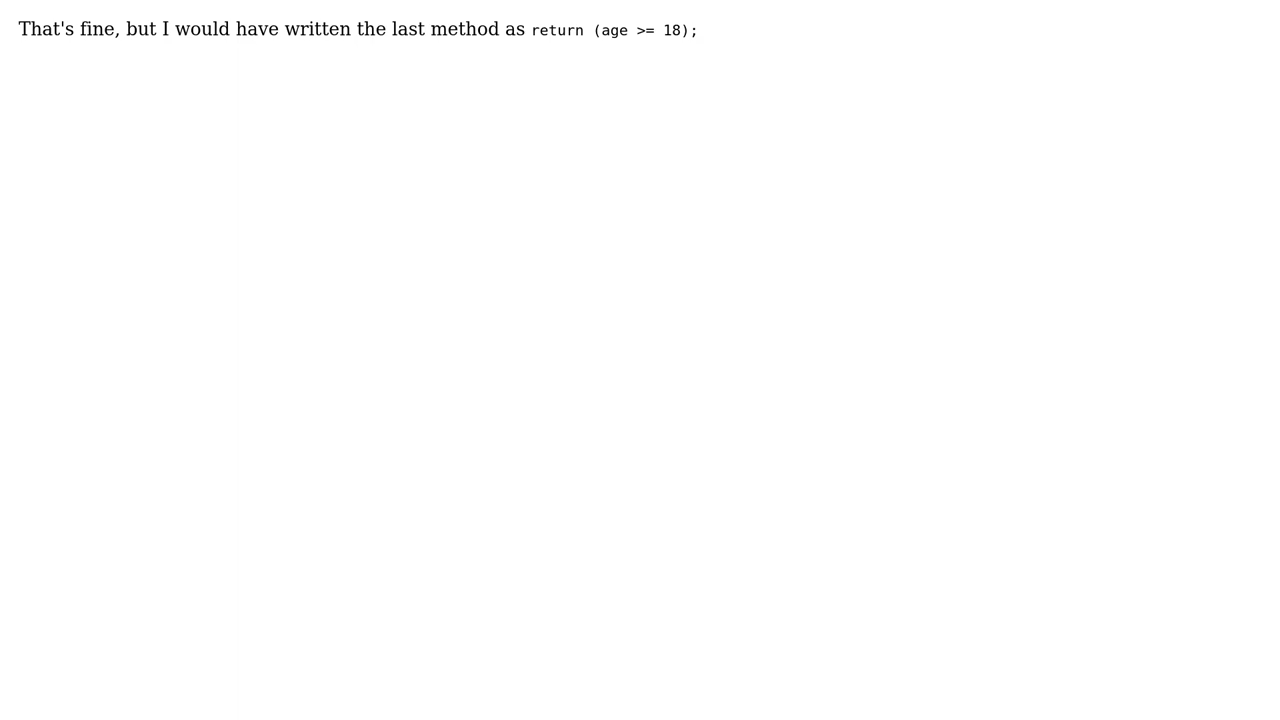 That's fine, but I would have written the last method as return (age >= 18);